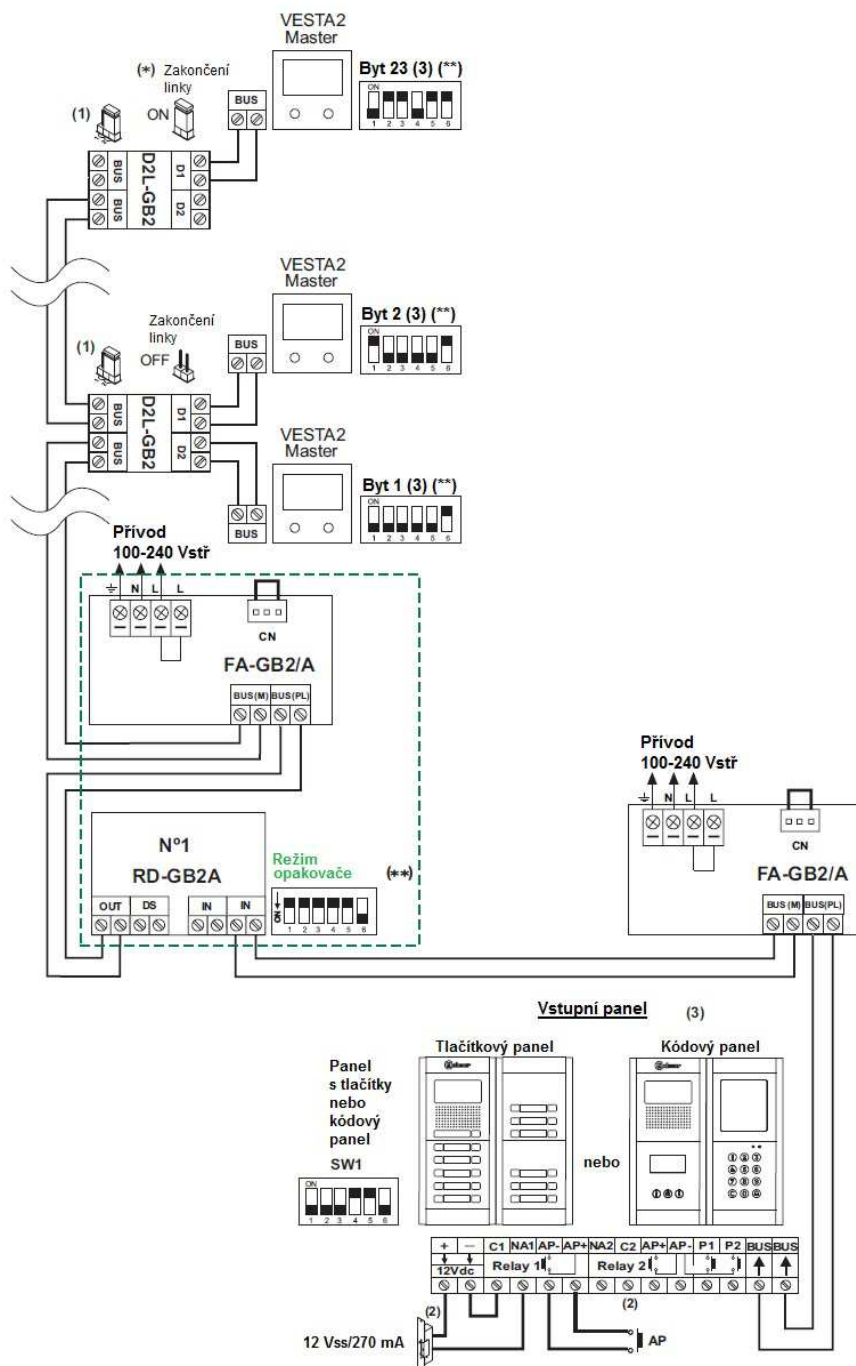 VESTA2
Master
(*) Zakončení
linky
ON
(1)
BUS
Byt 23 (3) (**)
ON
1 2 3 4 5 6
BUS
BUS
D2L-GB2
D1
D2
VESTA2
Master
Zakončení
linky
OFF
(1)
BUS
Byt 2 (3) (**)
ON
1 2 3 4 5 6
BUS
BUS
D2L-GB2
D1
D2
VESTA2
Master
BUS
Byt 1 (3) (**)
ON
1 2 3 4 5 6
Přívod
100-240 Vstř
N L L
CN
FA-GB2/A
BUS(M) BUS(PL)
Nº1
RD-GB2A
OUT DS IN IN
Režim
opakovače
(**)
ON
1 2 3 4 5 6
Přívod
100-240 Vstř
N L L
CN
FA-GB2/A
BUS(M) BUS(PL)
Vstupní panel (3)
Tlačítkový panel
Kódový panel
Panel
s tlačítky
nebo
kódový
panel
SW1
ON
1 2 3 4 5 6
nebo
+ – C1 NA1 AP- AP+ NA2 C2 AP+ AP- P1 P2 BUS BUS
12Vdc Relay 1 Relay 2
(2)
(2)
12 Vss/270 mA
AP